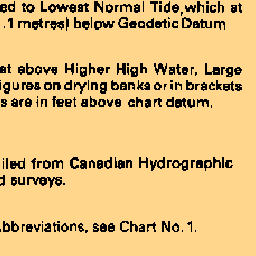 ed to Lowest Normal Tide, which at
.1 metres) below Geodetic Datum
et above Higher High Water, Large
igures on drying banks or in brackets
s are in feet above chart datum.
iled from Canadian Hydrographic
d surveys.
bbreviations, see Chart No. 1.